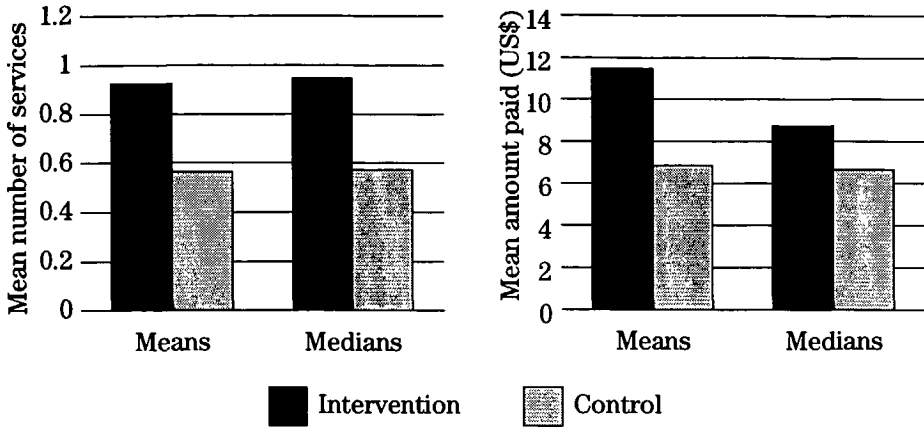 Mean number of services
1.2
1
0.8
0.6
0.4
0.2
0
Means
Medians
Mean amount paid (US$)
14
12
10
8
6
4
2
0
Means
Medians
Intervention
Control